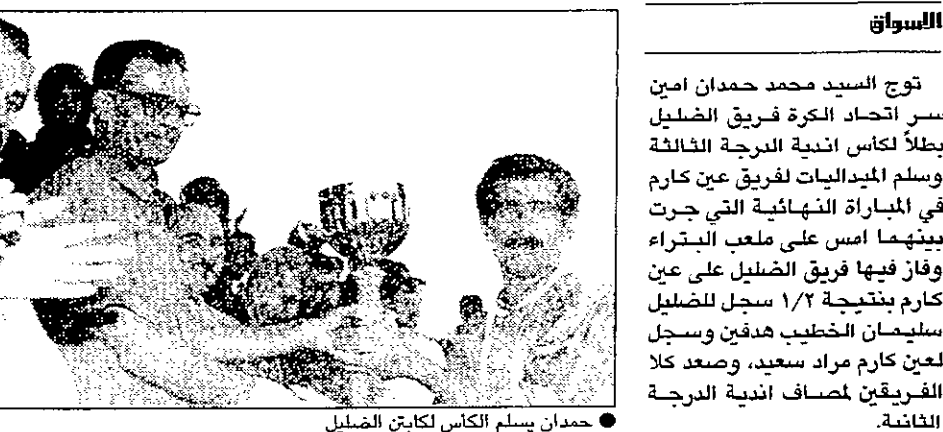 الاسواق
توج السيد محمد حمدان امين
سر اتحاد الكرة فريق الضليل
بطلاً لكأس اندية الدرجة الثالثة
وسلم الميداليات لفريق عين كارم
في المباراة النهائية التي جرت
بينهما امس على ملعب البتراء
وفاز فيها فريق الضليل على عين
كارم بنتيجة ١/٢ سجل للضليل
سليمان الخطيب هدفين وسجل
لعين كارم مراد سعيد، وصعد كلا
الفريقين لمصاف اندية الدرجة
الثانية.
● حمدان يسلم الكأس لكابتن الضليل